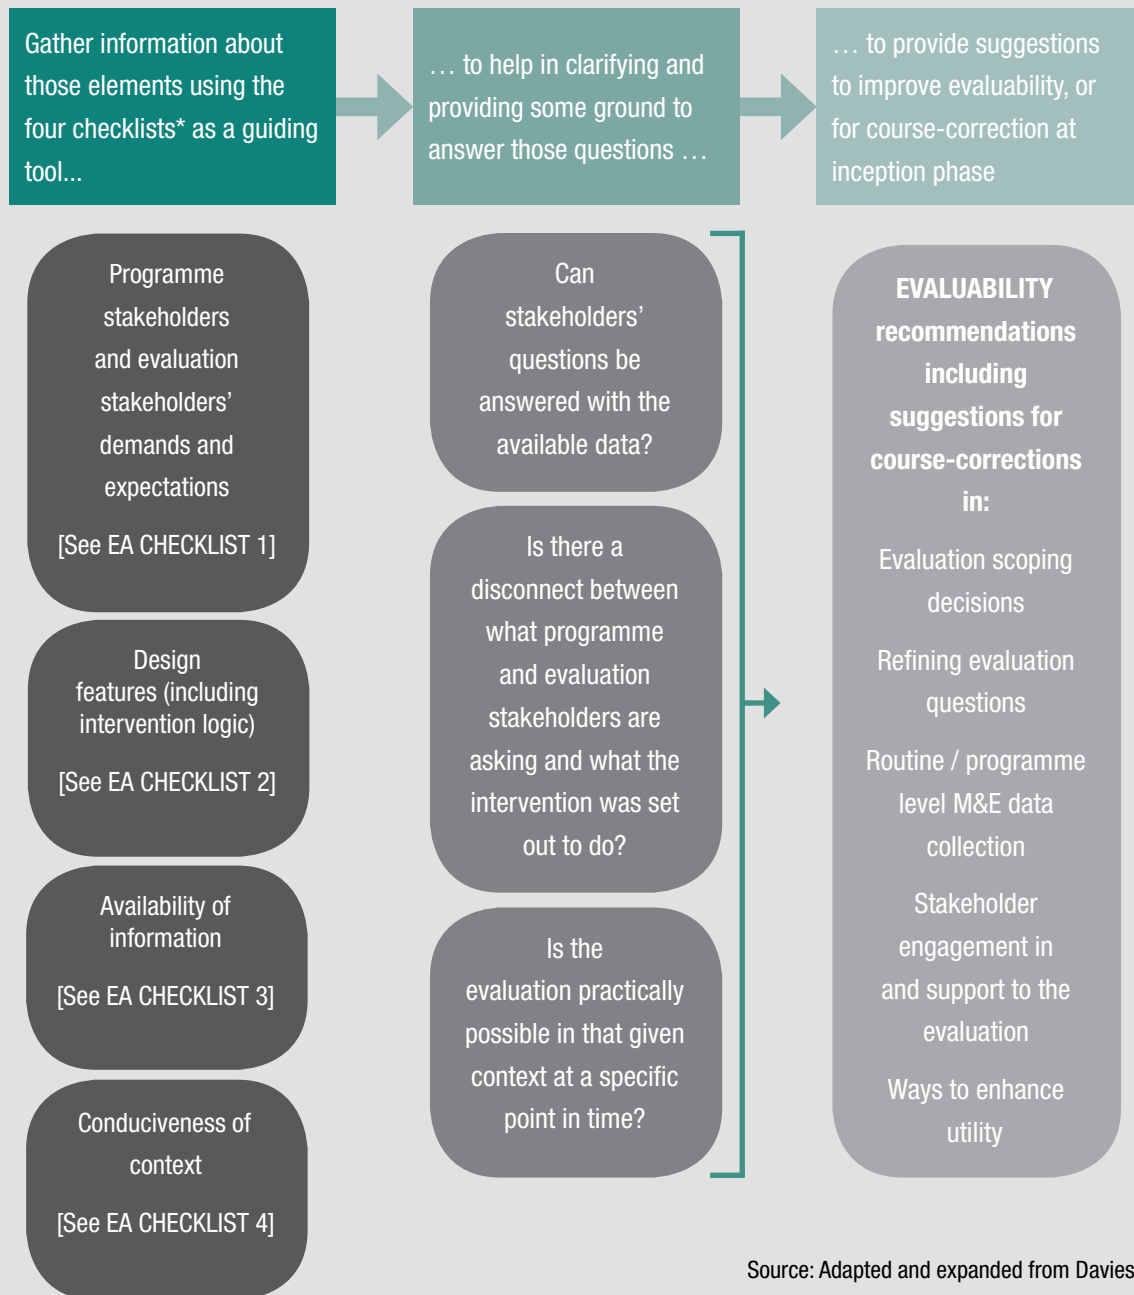 Gather information about
those elements using the
four checklists* as a guiding
tool...
… to help in clarifying and
providing some ground to
answer those questions …
… to provide suggestions
to improve evaluability, or
for course-correction at
inception phase
Programme
stakeholders
and evaluation
stakeholders’
demands and
expectations
[See EA CHECKLIST 1]
Design
features (including
intervention logic)
[See EA CHECKLIST 2]
Availability of
information
[See EA CHECKLIST 3]
Conduciveness of
context
[See EA CHECKLIST 4]
Can
stakeholders’
questions be
answered with the
available data?
Is there a
disconnect between
what programme
and evaluation
stakeholders are
asking and what the
intervention was set
out to do?
Is the
evaluation practically
possible in that given
context at a specific
point in time?
EVALUABILITY
recommendations
including
suggestions for
course-corrections
in:
Evaluation scoping
decisions
Refining evaluation
questions
Routine / programme
level M&E data
collection
Stakeholder
engagement in
and support to the
evaluation
Ways to enhance
utility
Source: Adapted and expanded from Davies